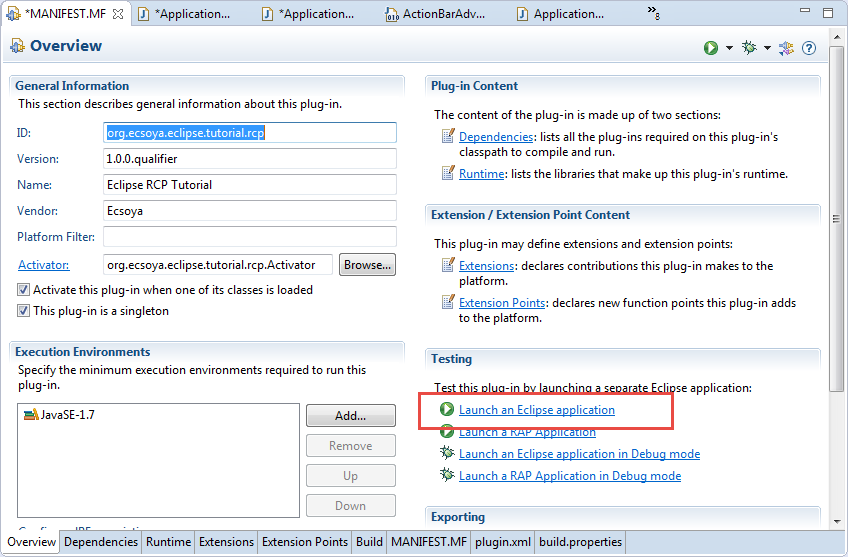 *MANIFEST.MF
*Application...
*Application...
ActionBarAdv...
Application...
»8
Overview
General Information
This section describes general information about this plug-in.
ID:
org.ecsoya.eclipse.tutorial.rcp
Version:
1.0.0.qualifier
Name:
Eclipse RCP Tutorial
Vendor:
Ecsoya
Platform Filter:
Activator:
org.ecsoya.eclipse.tutorial.rcp.Activator
Browse...
Activate this plug-in when one of its classes is loaded
This plug-in is a singleton
Execution Environments
Specify the minimum execution environments required to run this
plug-in.
JavaSE-1.7
Add...
Remove
Up
Down
Plug-in Content
The content of the plug-in is made up of two sections:
Dependencies: lists all the plug-ins required on this plug-in's
classpath to compile and run.
Runtime: lists the libraries that make up this plug-in's runtime.
Extension / Extension Point Content
This plug-in may define extensions and extension points:
Extensions: declares contributions this plug-in makes to the
platform.
Extension Points: declares new function points this plug-in adds
to the platform.
Testing
Test this plug-in by launching a separate Eclipse application:
Launch an Eclipse application
Launch a RAP Application
Launch an Eclipse application in Debug mode
Launch a RAP Application in Debug mode
Exporting
Overview
Dependencies
Runtime
Extensions
Extension Points
Build
MANIFEST.MF
plugin.xml
build.properties